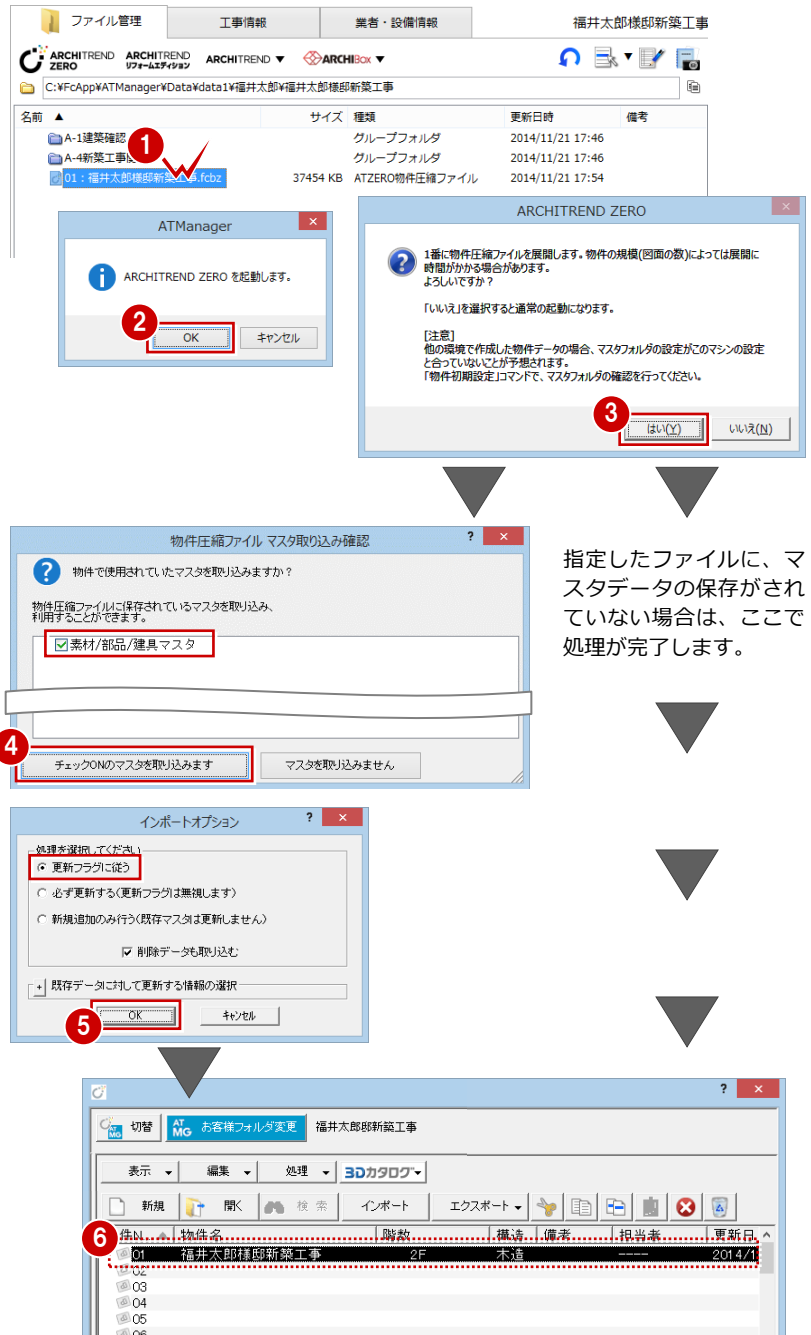 ファイル管理 工事情報 業者・設備情報 福井太郎様邸新築工事
ARCHITREND ZERO ARCHITREND リフォームエディション ARCHITREND ▼ ARCHIBOX ▼
C:¥FcApp¥ATManager¥Data¥data1¥福井太郎¥福井太郎様邸新築工事
名前 ▲ サイズ 種類 更新日時 備考
A-1建築確認 グループフォルダ 2014/11/21 17:46
A-4新築工事 グループフォルダ 2014/11/21 17:46
01：福井太郎様邸新築工事.fcbz 37454 KB ATZERO物件圧縮ファイル 2014/11/21 17:54
1
ATManager ×
ARCHITREND ZERO を起動します。
2
OK キャンセル
ARCHITREND ZERO ×
1番に物件圧縮ファイルを展開します。物件の規模(図面の数)によっては展開に
時間がかかる場合があります。
よろしいですか？
「いいえ」を選択すると通常の起動になります。
[注意]
他の環境で作成した物件データの場合、マスタフォルダの設定がこのマシンの設定
と合っていないことが予想されます。
「物件初期設定」コマンドで、マスタフォルダの確認を行ってください。
3
はい(Y) いいえ(N)
物件圧縮ファイル マスタ取り込み確認 ? ×
物件で使用されていたマスタを取り込みますか？
物件圧縮ファイルに保存されているマスタを取り込み、
利用することができます。
素材/部品/建具マスタ
4
チェックONのマスタを取り込みます マスタを取り込みません
指定したファイルに、マ
スタデータの保存がされ
ていない場合は、ここで
処理が完了します。
インポートオプション ? ×
処理を選択してください
更新フラグに従う
必ず更新する(更新フラグは無視します)
新規追加のみ行う(既存マスタは更新しません)
削除データも取り込む
+ 既存データに対して更新する情報の選択
5
OK キャンセル
? ×
切替 AT MG お客様フォルダ変更 福井太郎邸新築工事
表示 編集 処理 3Dカタログ
新規 開く 検索 インポート エクスポート
6
件N 物件名 階数 構造 備考 担当者 更新日
01 福井太郎様邸新築工事 2F 木造 ---- 2014/1
02
03
04
05
06